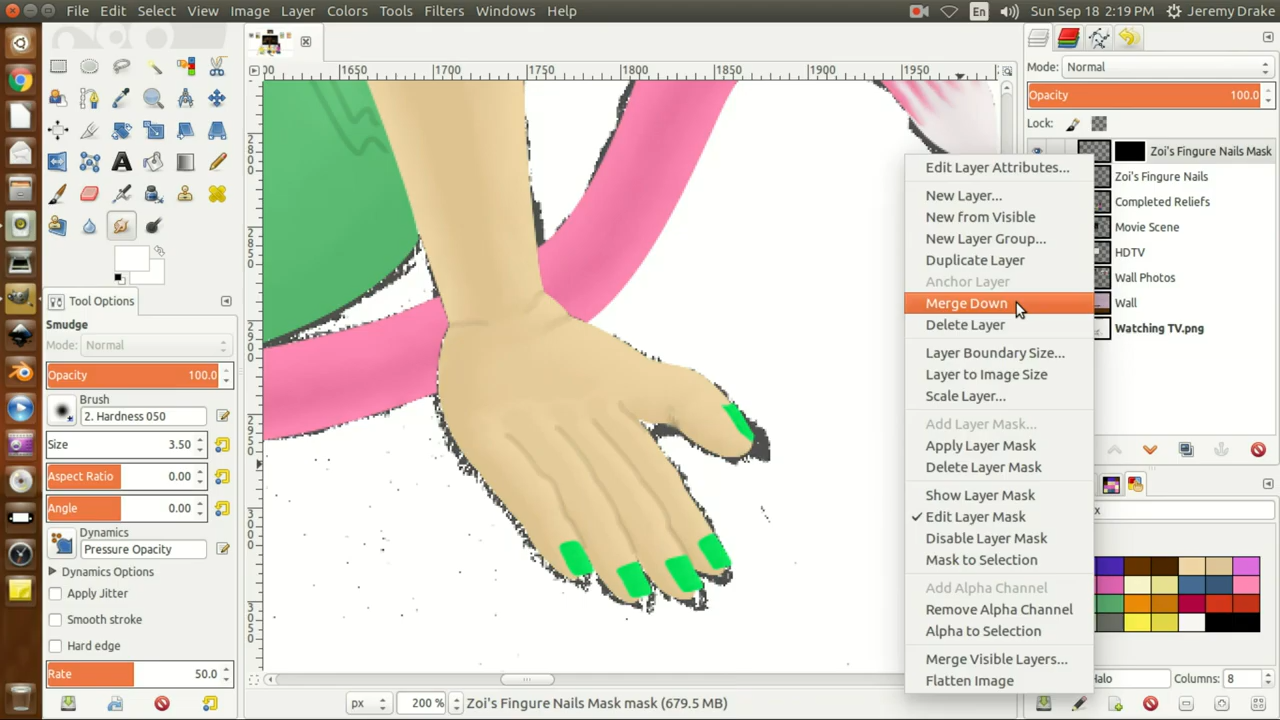 File Edit Select View Image Layer Colors Tools Filters Windows Help
En Sun Sep 18 2:19 PM Jeremy Drake
1650 1700 1750 1800 1850 1900 1950
Mode: Normal
Opacity 100.0
Lock:
Zoi's Fingure Nails Mask
Zoi's Fingure Nails
Completed Reliefs
Movie Scene
HDTV
Wall Photos
Wall
Watching TV.png
Edit Layer Attributes...
New Layer...
New from Visible
New Layer Group...
Duplicate Layer
Anchor Layer
Merge Down
Delete Layer
Layer Boundary Size...
Layer to Image Size
Scale Layer...
Add Layer Mask...
Apply Layer Mask
Delete Layer Mask
Show Layer Mask
Edit Layer Mask
Disable Layer Mask
Mask to Selection
Add Alpha Channel
Remove Alpha Channel
Alpha to Selection
Merge Visible Layers...
Flatten Image
Tool Options
Smudge
Mode: Normal
Opacity 100.0
Brush
2. Hardness 050
Size 3.50
Aspect Ratio 0.00
Angle 0.00
Dynamics
Pressure Opacity
Dynamics Options
Apply Jitter
Smooth stroke
Hard edge
Rate 50.0
Halo Columns: 8
px 200 % Zoi's Fingure Nails Mask mask (679.5 MB)